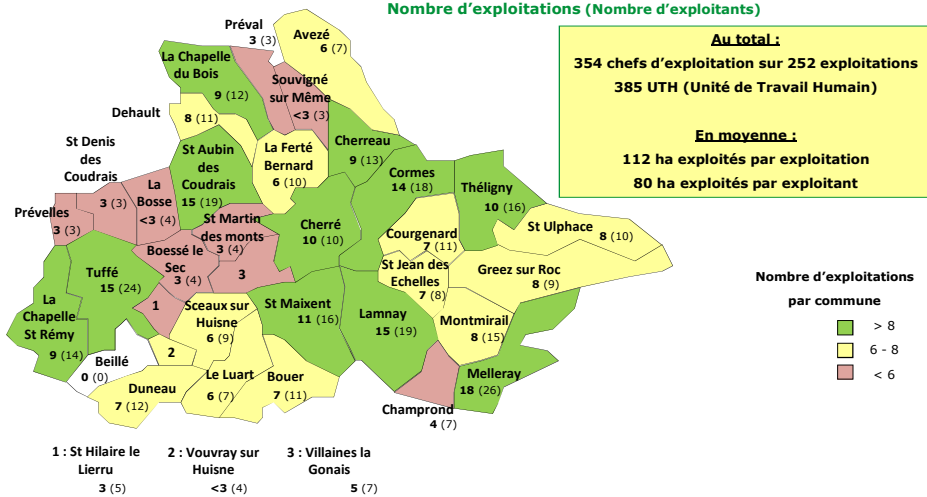 Nombre d'exploitations (Nombre d'exploitants)
Préval
3 (3)
Avezé
6 (7)
Au total :
354 chefs d'exploitation sur 252 exploitations
385 UTH (Unité de Travail Humain)
En moyenne :
112 ha exploités par exploitation
80 ha exploités par exploitant
La Chapelle
du Bois
9 (12)
Souvigné
sur Même
<3 (3)
Dehault
8 (11)
La Ferté
Bernard
6 (10)
Cherreau
9 (13)
St Denis
des
Coudrais
3 (3)
St Aubin
des
Coudrais
15 (19)
Cormes
14 (18)
Théligny
10 (16)
La
Bosse
<3 (4)
Prévelles
3 (3)
St Martin
des monts
3 (4)
Cherré
10 (10)
Courgenard
7 (11)
St Ulphace
8 (10)
Boessé le
Sec
3 (4)
3
Tuffé
15 (24)
St Jean des
Echelles
7 (8)
Greez sur Roc
8 (9)
Nombre d'exploitations
par commune
> 8
6 - 8
< 6
La
Chapelle
St Rémy
9 (14)
1
Sceaux sur
Huisne
6 (9)
St Maixent
11 (16)
Lamnay
15 (19)
Montmirail
8 (15)
Beillé
0 (0)
2
Duneau
7 (12)
Le Luart
6 (7)
Bouer
7 (11)
Melleray
18 (26)
Champrond
4 (7)
1 : St Hilaire le
Lierru
3 (5)
2 : Vouvray sur
Huisne
<3 (4)
3 : Villaines la
Gonais
5 (7)